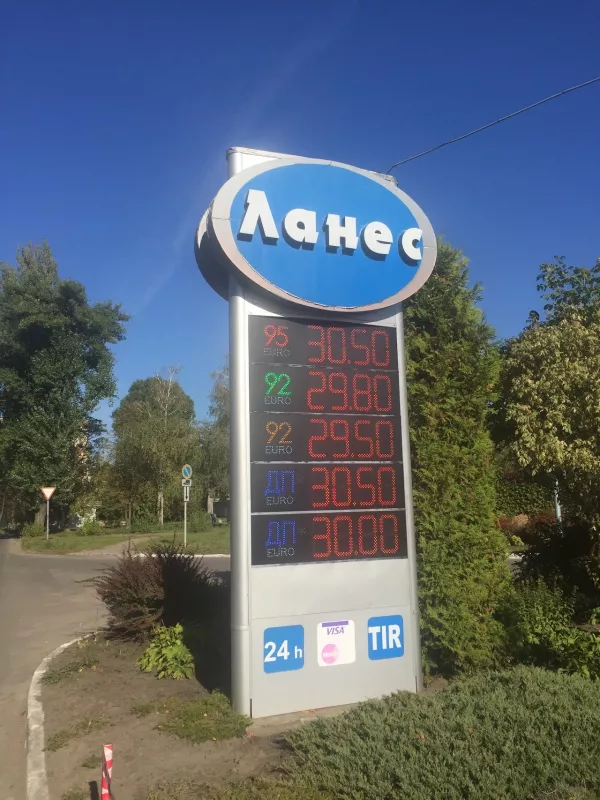 Ланес
95 EURO 30.50
92 EURO 29.80
92 EURO 29.50
ДП EURO 30.50
ДП EURO 30.00
24 h VISA TIR